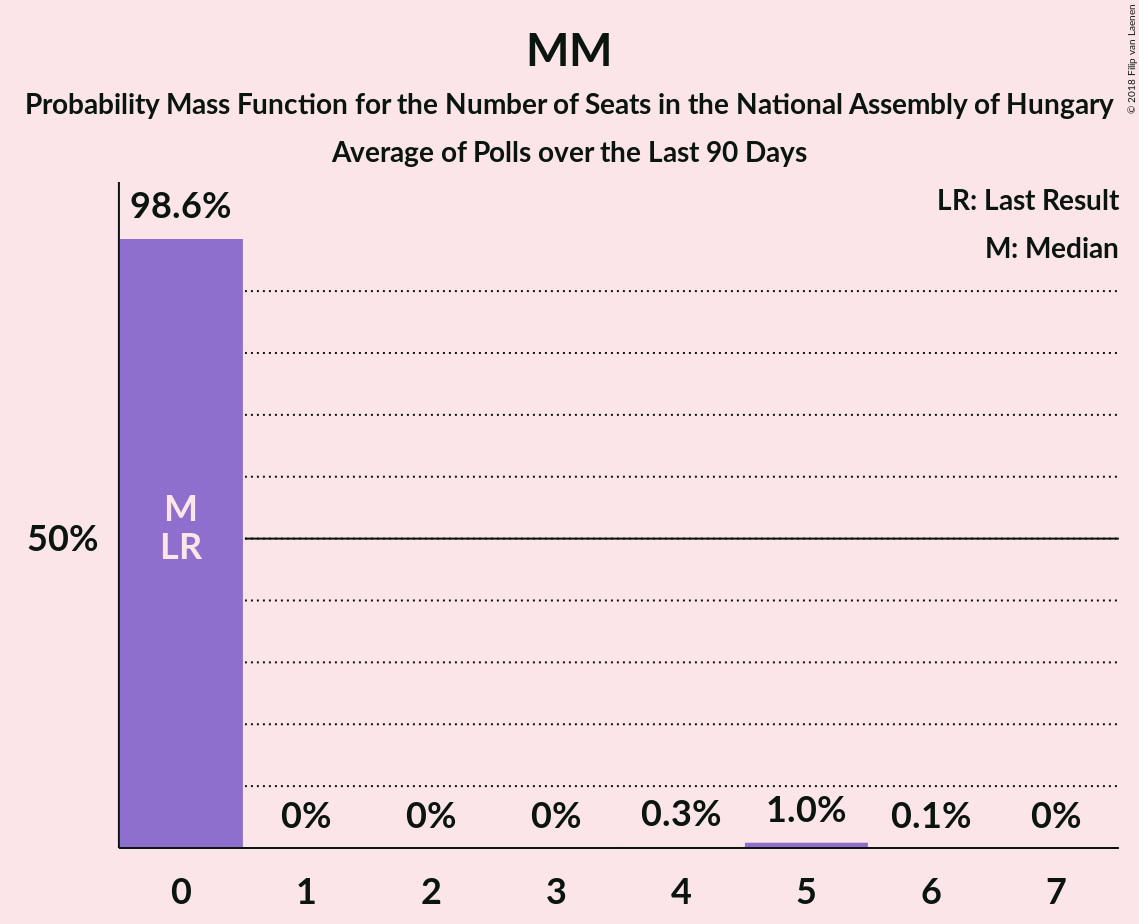 MM
Probability Mass Function for the Number of Seats in the National Assembly of Hungary
Average of Polls over the Last 90 Days
© 2018 Filip van Laenen
LR: Last Result
M: Median
98.6%
M
LR
50%
0% 0% 0% 0.3% 1.0% 0.1% 0%
0 1 2 3 4 5 6 7